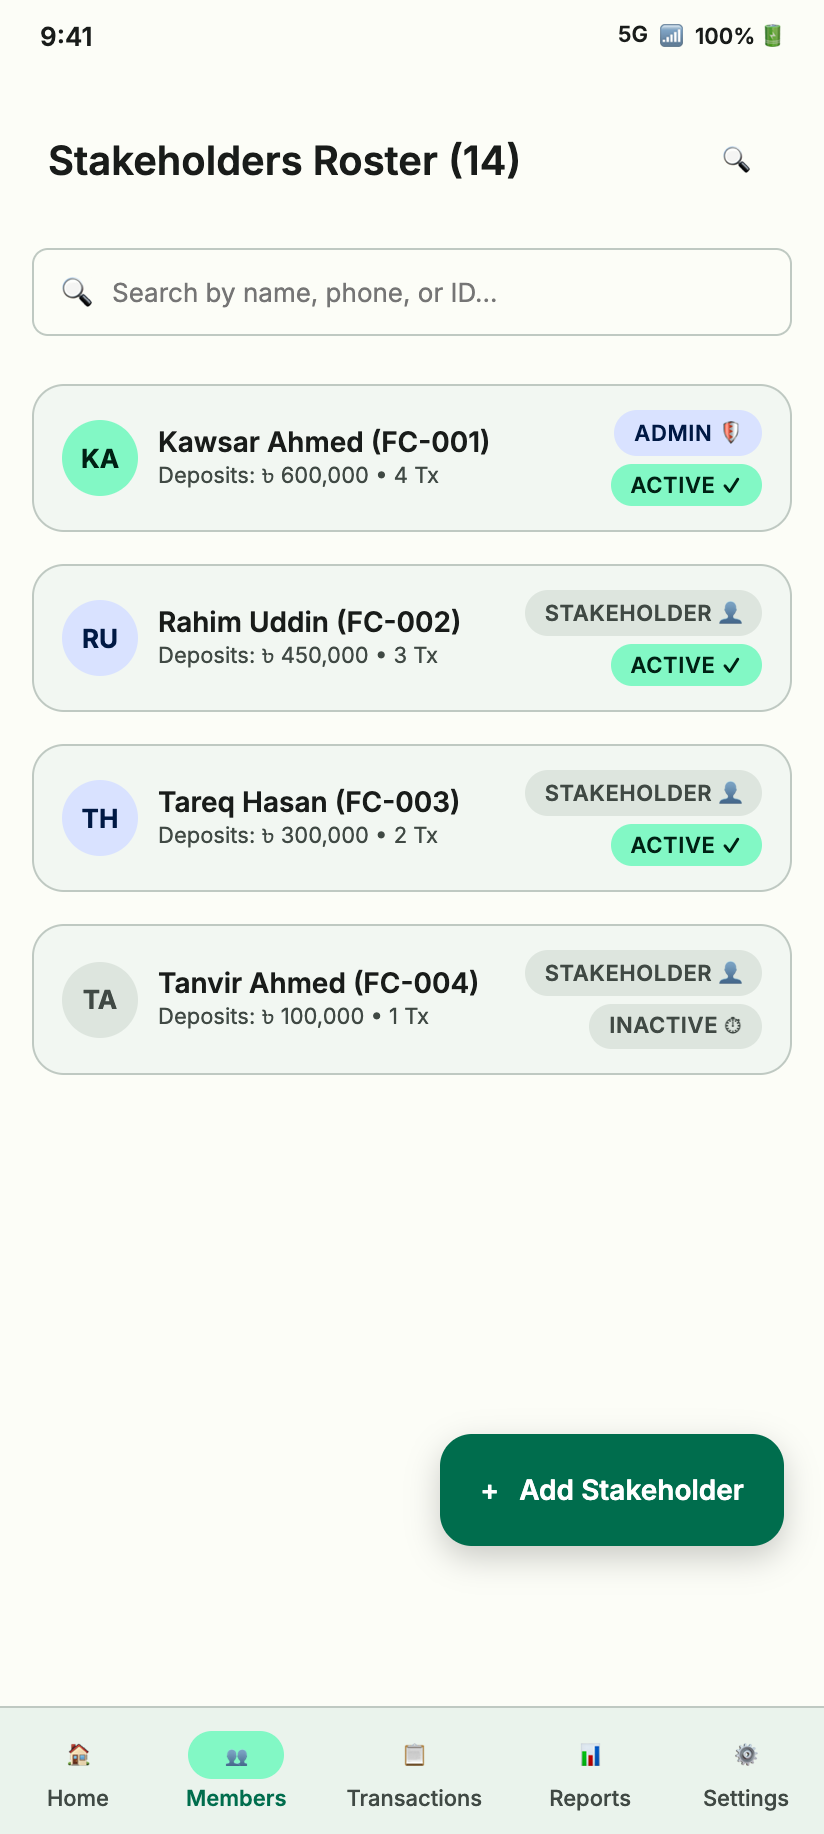 9:41
5G 📶 100% 🔋
Stakeholders Roster (14) 🔍
🔍 Search by name, phone, or ID...
KA
Kawsar Ahmed (FC-001)
Deposits: ৳ 600,000 • 4 Tx
ADMIN 🛡️
ACTIVE ✓
RU
Rahim Uddin (FC-002)
Deposits: ৳ 450,000 • 3 Tx
STAKEHOLDER 👤
ACTIVE ✓
TH
Tareq Hasan (FC-003)
Deposits: ৳ 300,000 • 2 Tx
STAKEHOLDER 👤
ACTIVE ✓
TA
Tanvir Ahmed (FC-004)
Deposits: ৳ 100,000 • 1 Tx
STAKEHOLDER 👤
INACTIVE ⏱
+ Add Stakeholder
Home
Members
Transactions
Reports
Settings